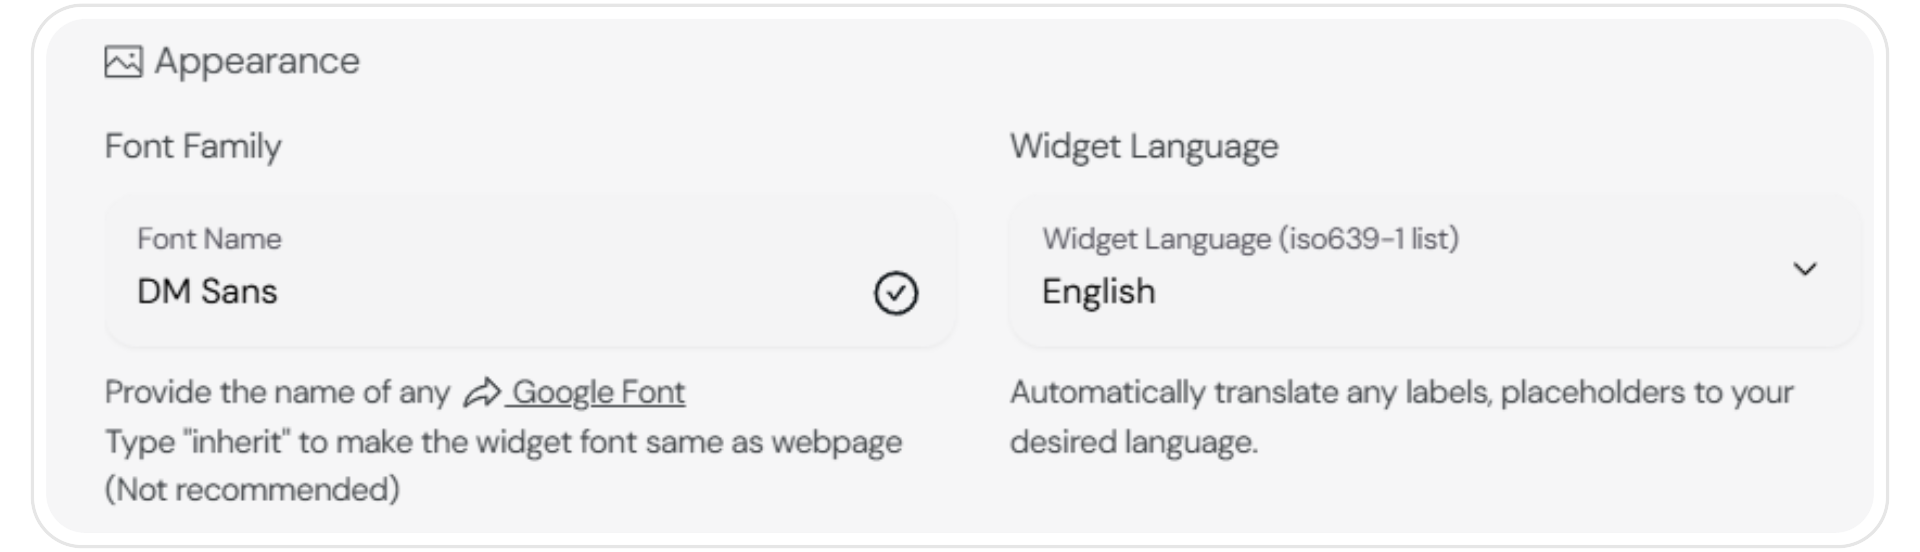 Appearance
Font Family
Font Name
DM Sans
Provide the name of any Google Font
Type "inherit" to make the widget font same as webpage
(Not recommended)
Widget Language
Widget Language (iso639-1 list)
English
Automatically translate any labels, placeholders to your
desired language.